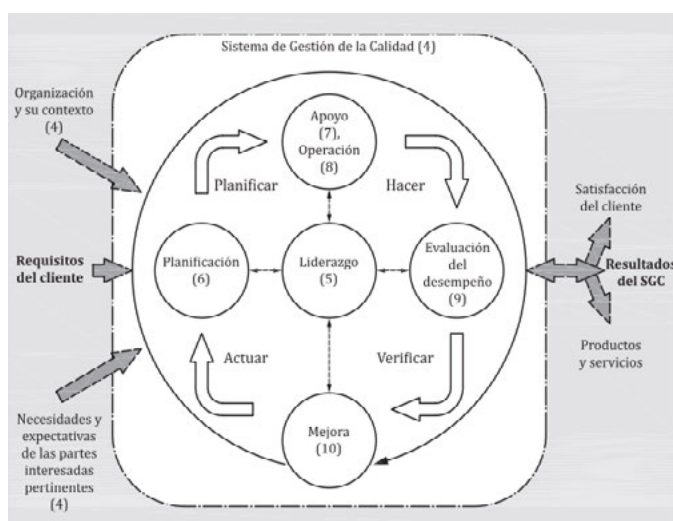 Sistema de Gestión de la Calidad (4)
Organización
y su contexto
(4)
Apoyo
(7),
Operación
(8)
Planificar
Hacer
Satisfacción
del cliente
Requisitos
del cliente
Planificación
(6)
Liderazgo
(5)
Evaluación
del
desempeño
(9)
Resultados
del SGC
Actuar
Verificar
Productos
y servicios
Mejora
(10)
Necesidades y
expectativas
de las partes
interesadas
pertinentes
(4)